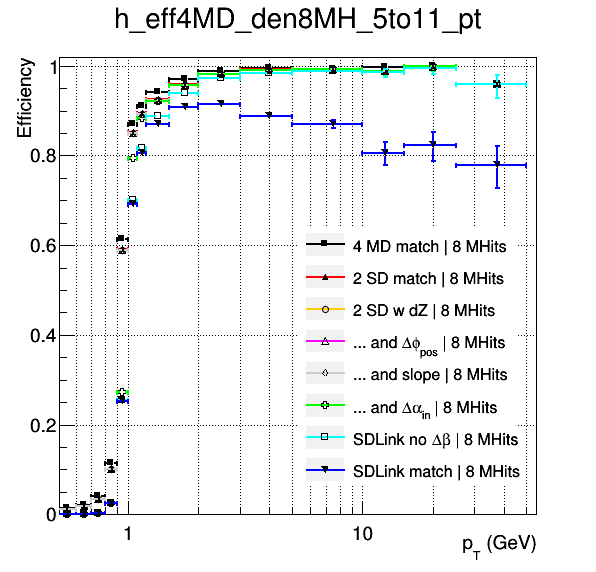 h_eff4MD_den8MH_5to11_pt
Efficiency
1
0.8
0.6
0.4
0.2
0
4 MD match | 8 MHits
2 SD match | 8 MHits
2 SD w dZ | 8 MHits
... and Δϕpos | 8 MHits
... and slope | 8 MHits
... and Δαin | 8 MHits
SDLink no Δβ | 8 MHits
SDLink match | 8 MHits
1 10
pT (GeV)